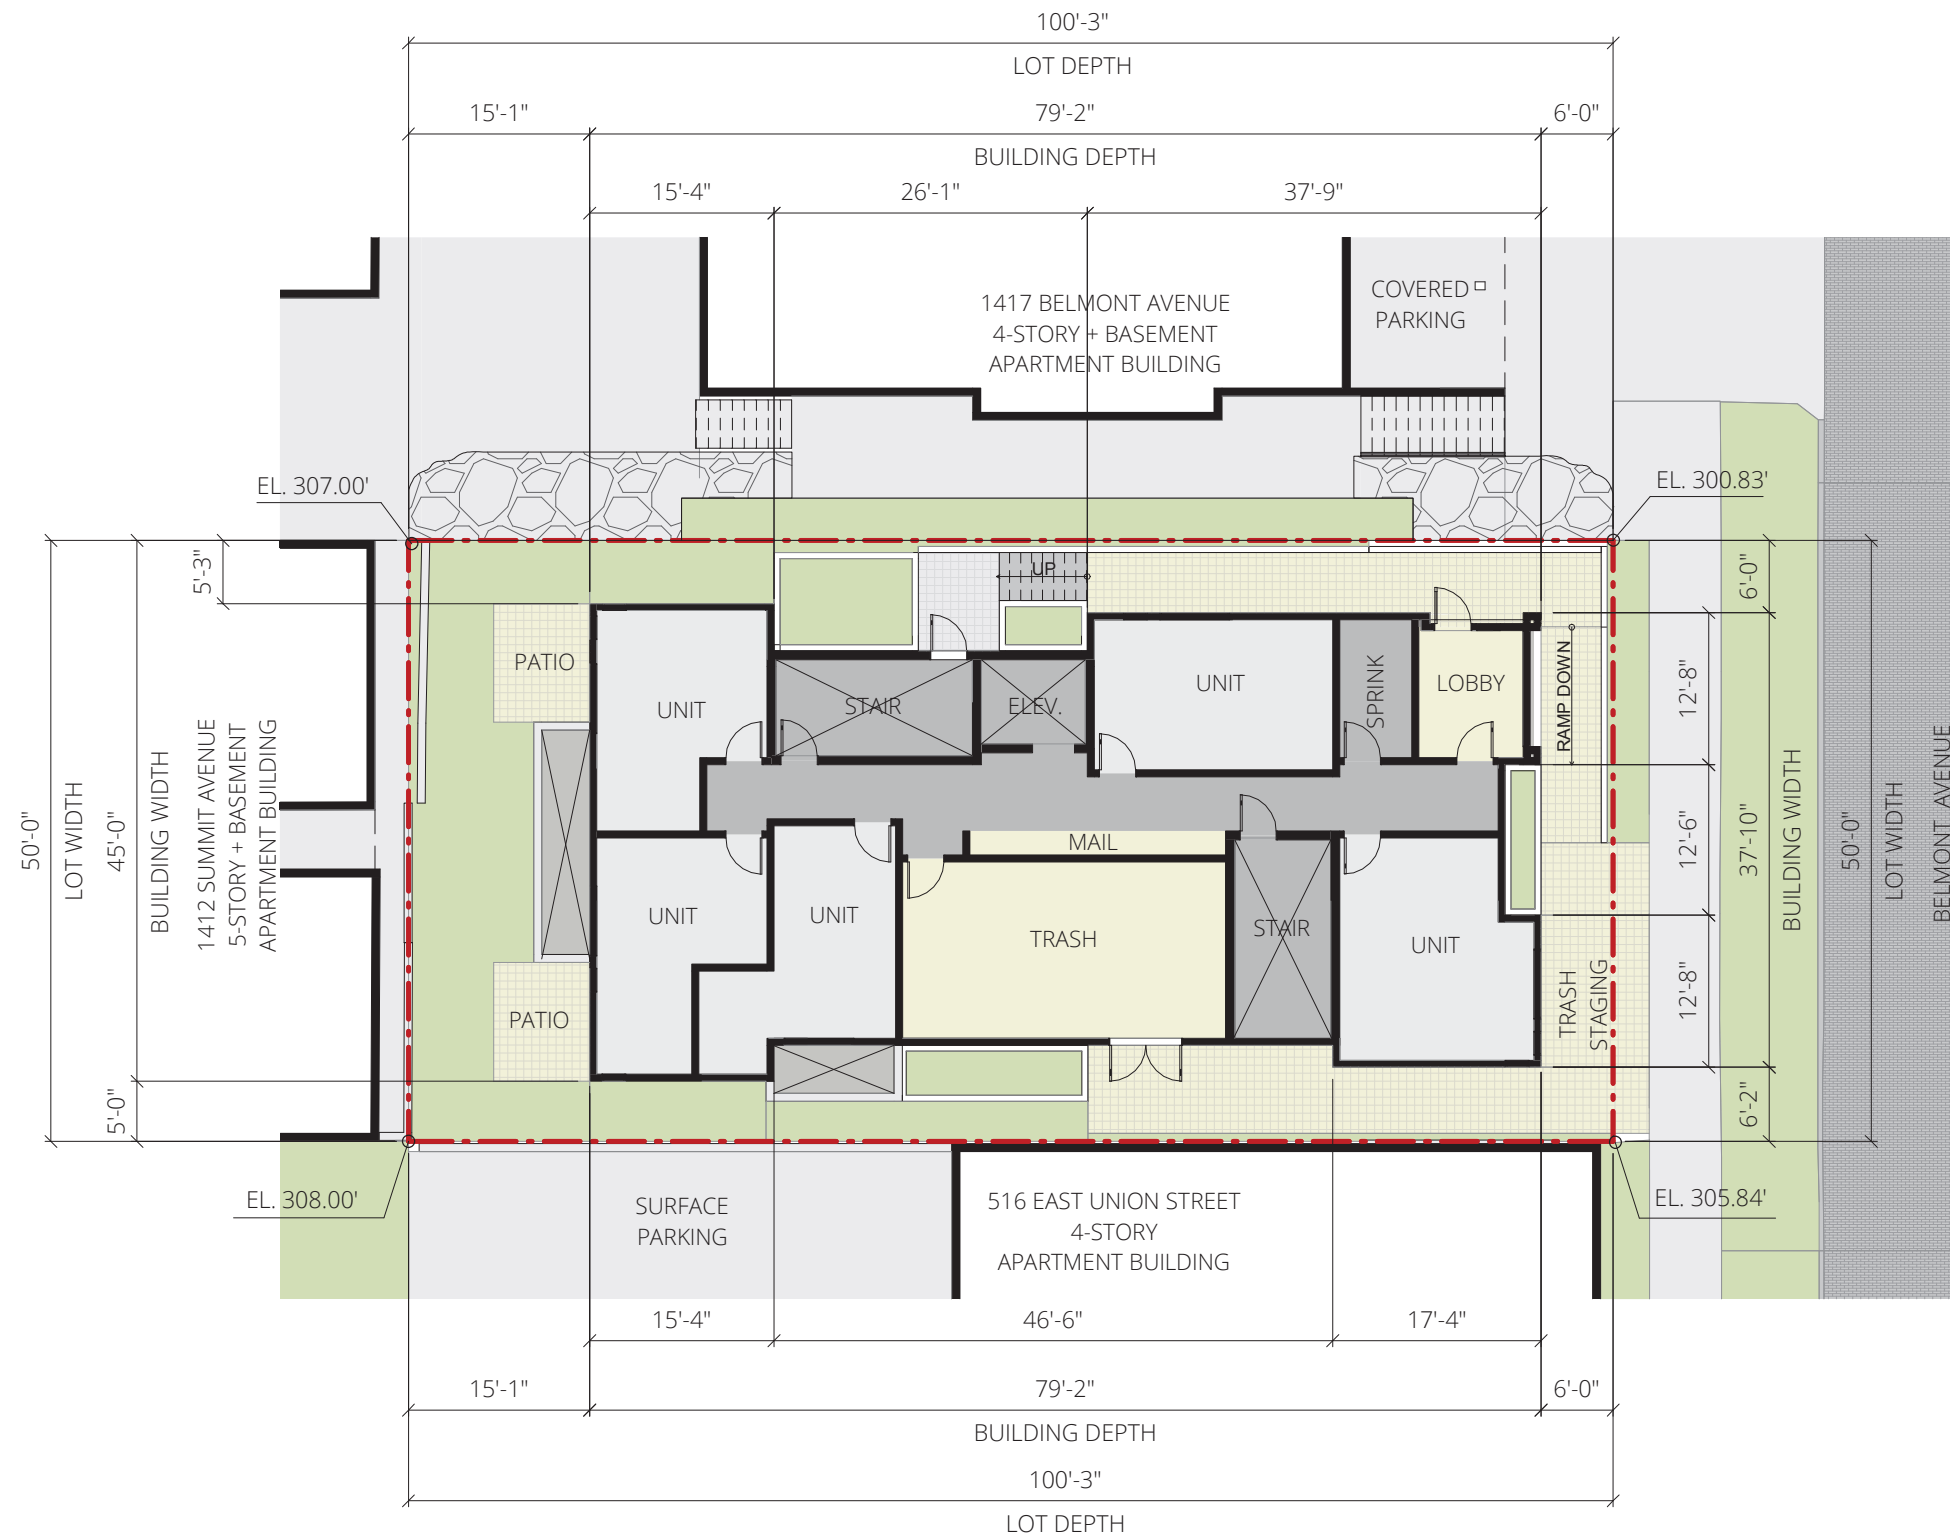 100'-3"
LOT DEPTH
15'-1"
79'-2"
6'-0"
BUILDING DEPTH
15'-4"
26'-1"
37'-9"
1417 BELMONT AVENUE
4-STORY + BASEMENT
APARTMENT BUILDING
COVERED
PARKING
EL. 307.00'
EL. 300.83'
5'-3"
UP
6'-0"
PATIO
UNIT
STAIR
ELEV.
UNIT
SPRINK
LOBBY
RAMP DOWN
12'-8"
50'-0"
LOT WIDTH
45'-0"
BUILDING WIDTH
1412 SUMMIT AVENUE
5-STORY + BASEMENT
APARTMENT BUILDING
MAIL
12'-6"
37'-10"
BUILDING WIDTH
50'-0"
LOT WIDTH
BELMONT AVENUE
UNIT
UNIT
TRASH
STAIR
UNIT
TRASH
STAGING
12'-8"
PATIO
5'-0"
6'-2"
EL. 308.00'
SURFACE
PARKING
516 EAST UNION STREET
4-STORY
APARTMENT BUILDING
EL. 305.84'
15'-4"
46'-6"
17'-4"
15'-1"
79'-2"
6'-0"
BUILDING DEPTH
100'-3"
LOT DEPTH